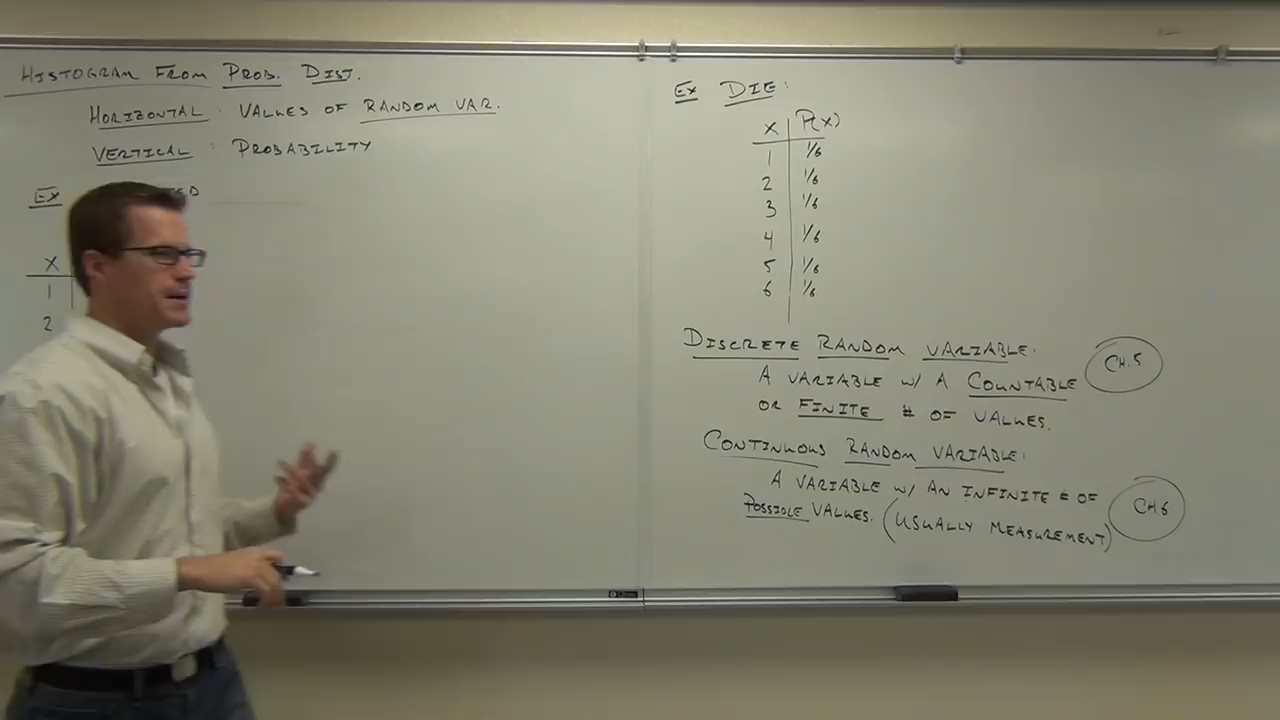 HISTOGRAM FROM PROB. DIST.
HORIZONTAL: VALUES OF RANDOM VAR.
VERTICAL: PROBABILITY
EX
X
1
2
EX DIE:
X P(X)
1 1/6
2 1/6
3 1/6
4 1/6
5 1/6
6 1/6
DISCRETE RANDOM VARIABLE:
A VARIABLE W/ A COUNTABLE
OR FINITE # OF VALUES.
CH.5
CONTINUOUS RANDOM VARIABLE:
A VARIABLE W/ AN INFINITE # OF
POSSIBLE VALUES. (USUALLY MEASUREMENT)
CH.6